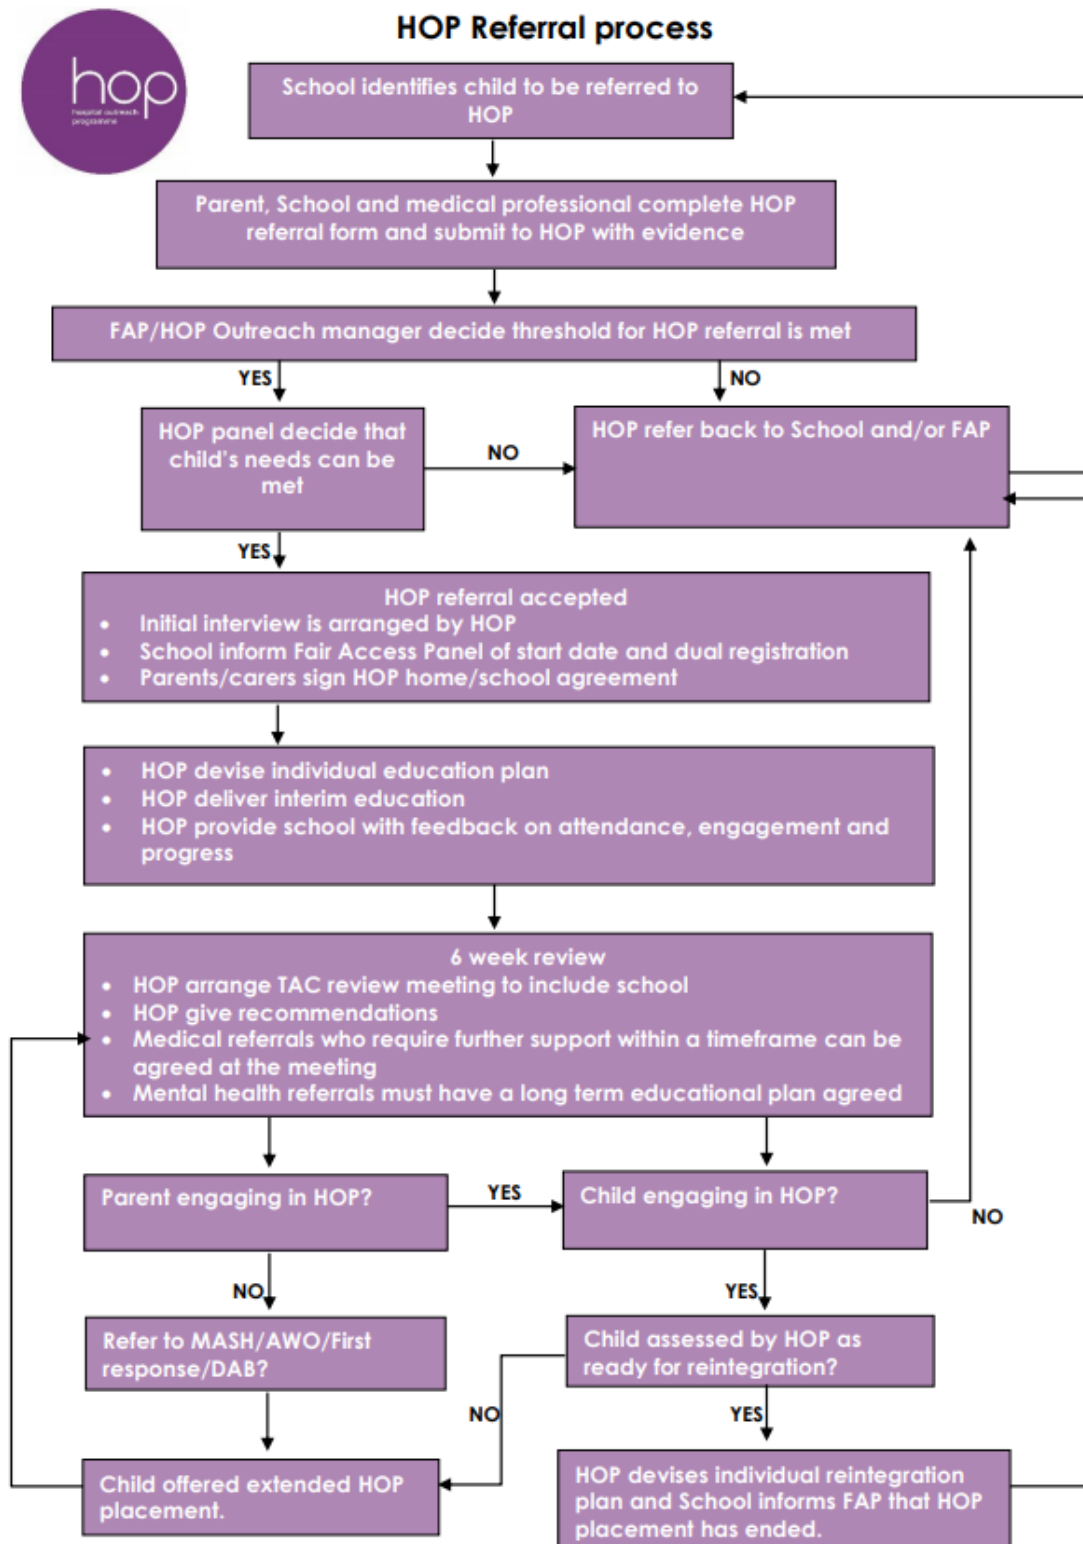 HOP Referral process
hop
hospital outreach
programme
School identifies child to be referred to
HOP
Parent, School and medical professional complete HOP
referral form and submit to HOP with evidence
FAP/HOP Outreach manager decide threshold for HOP referral is met
YES
NO
HOP panel decide that
child's needs can be
met
NO
HOP refer back to School and/or FAP
YES
HOP referral accepted
• Initial interview is arranged by HOP
• School inform Fair Access Panel of start date and dual registration
• Parents/carers sign HOP home/school agreement
• HOP devise individual education plan
• HOP deliver interim education
• HOP provide school with feedback on attendance, engagement and
progress
6 week review
• HOP arrange TAC review meeting to include school
• HOP give recommendations
• Medical referrals who require further support within a timeframe can be
agreed at the meeting
• Mental health referrals must have a long term educational plan agreed
Parent engaging in HOP?
YES
Child engaging in HOP?
NO
NO
YES
Refer to MASH/AWO/First
response/DAB?
Child assessed by HOP as
ready for reintegration?
NO
YES
Child offered extended HOP
placement.
HOP devises individual reintegration
plan and School informs FAP that HOP
placement has ended.